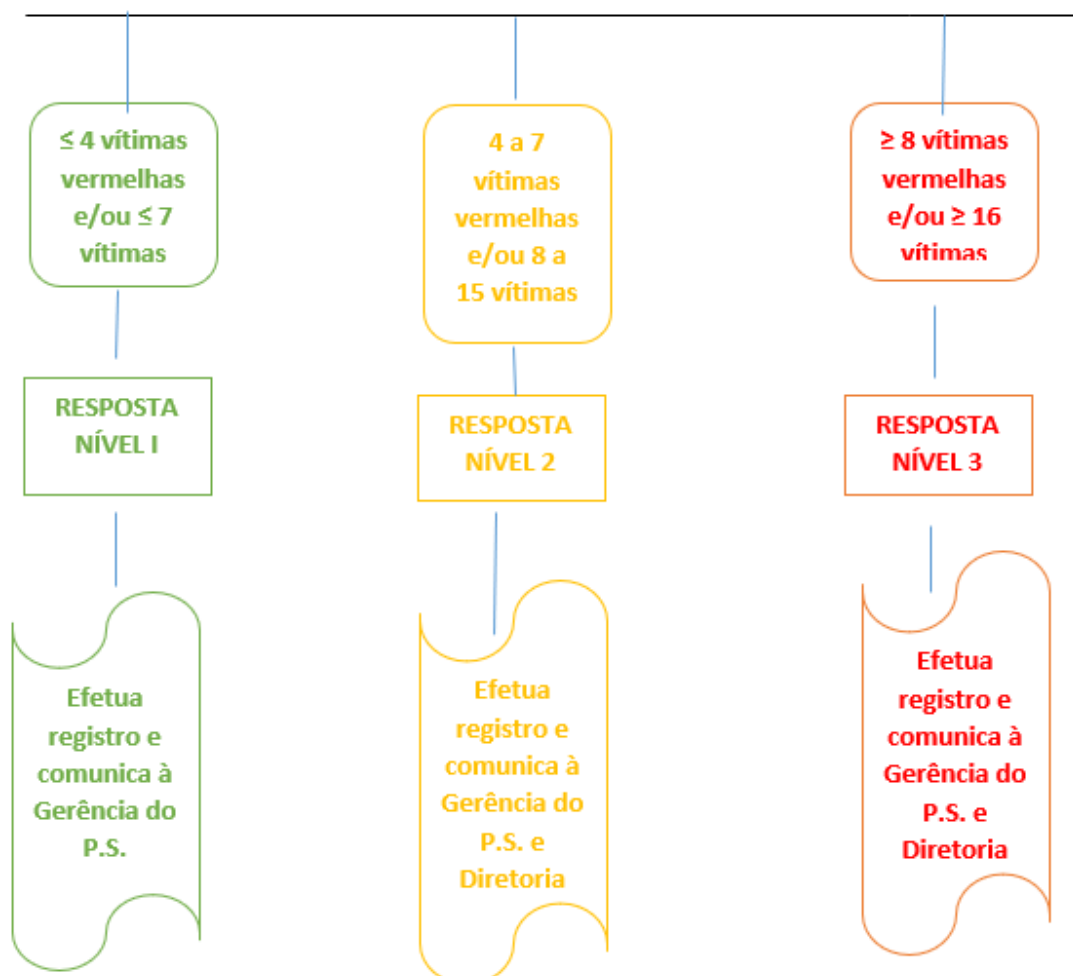 ≤ 4 vítimas
vermelhas
e/ou ≤ 7
vítimas
RESPOSTA
NÍVEL I
Efetua
registro e
comunica à
Gerência do
P.S.
4 a 7
vítimas
vermelhas
e/ou 8 a
15 vítimas
RESPOSTA
NÍVEL 2
Efetua
registro e
comunica à
Gerência do
P.S. e
Diretoria
≥ 8 vítimas
vermelhas
e/ou ≥ 16
vítimas
RESPOSTA
NÍVEL 3
Efetua
registro e
comunica à
Gerência do
P.S. e
Diretoria